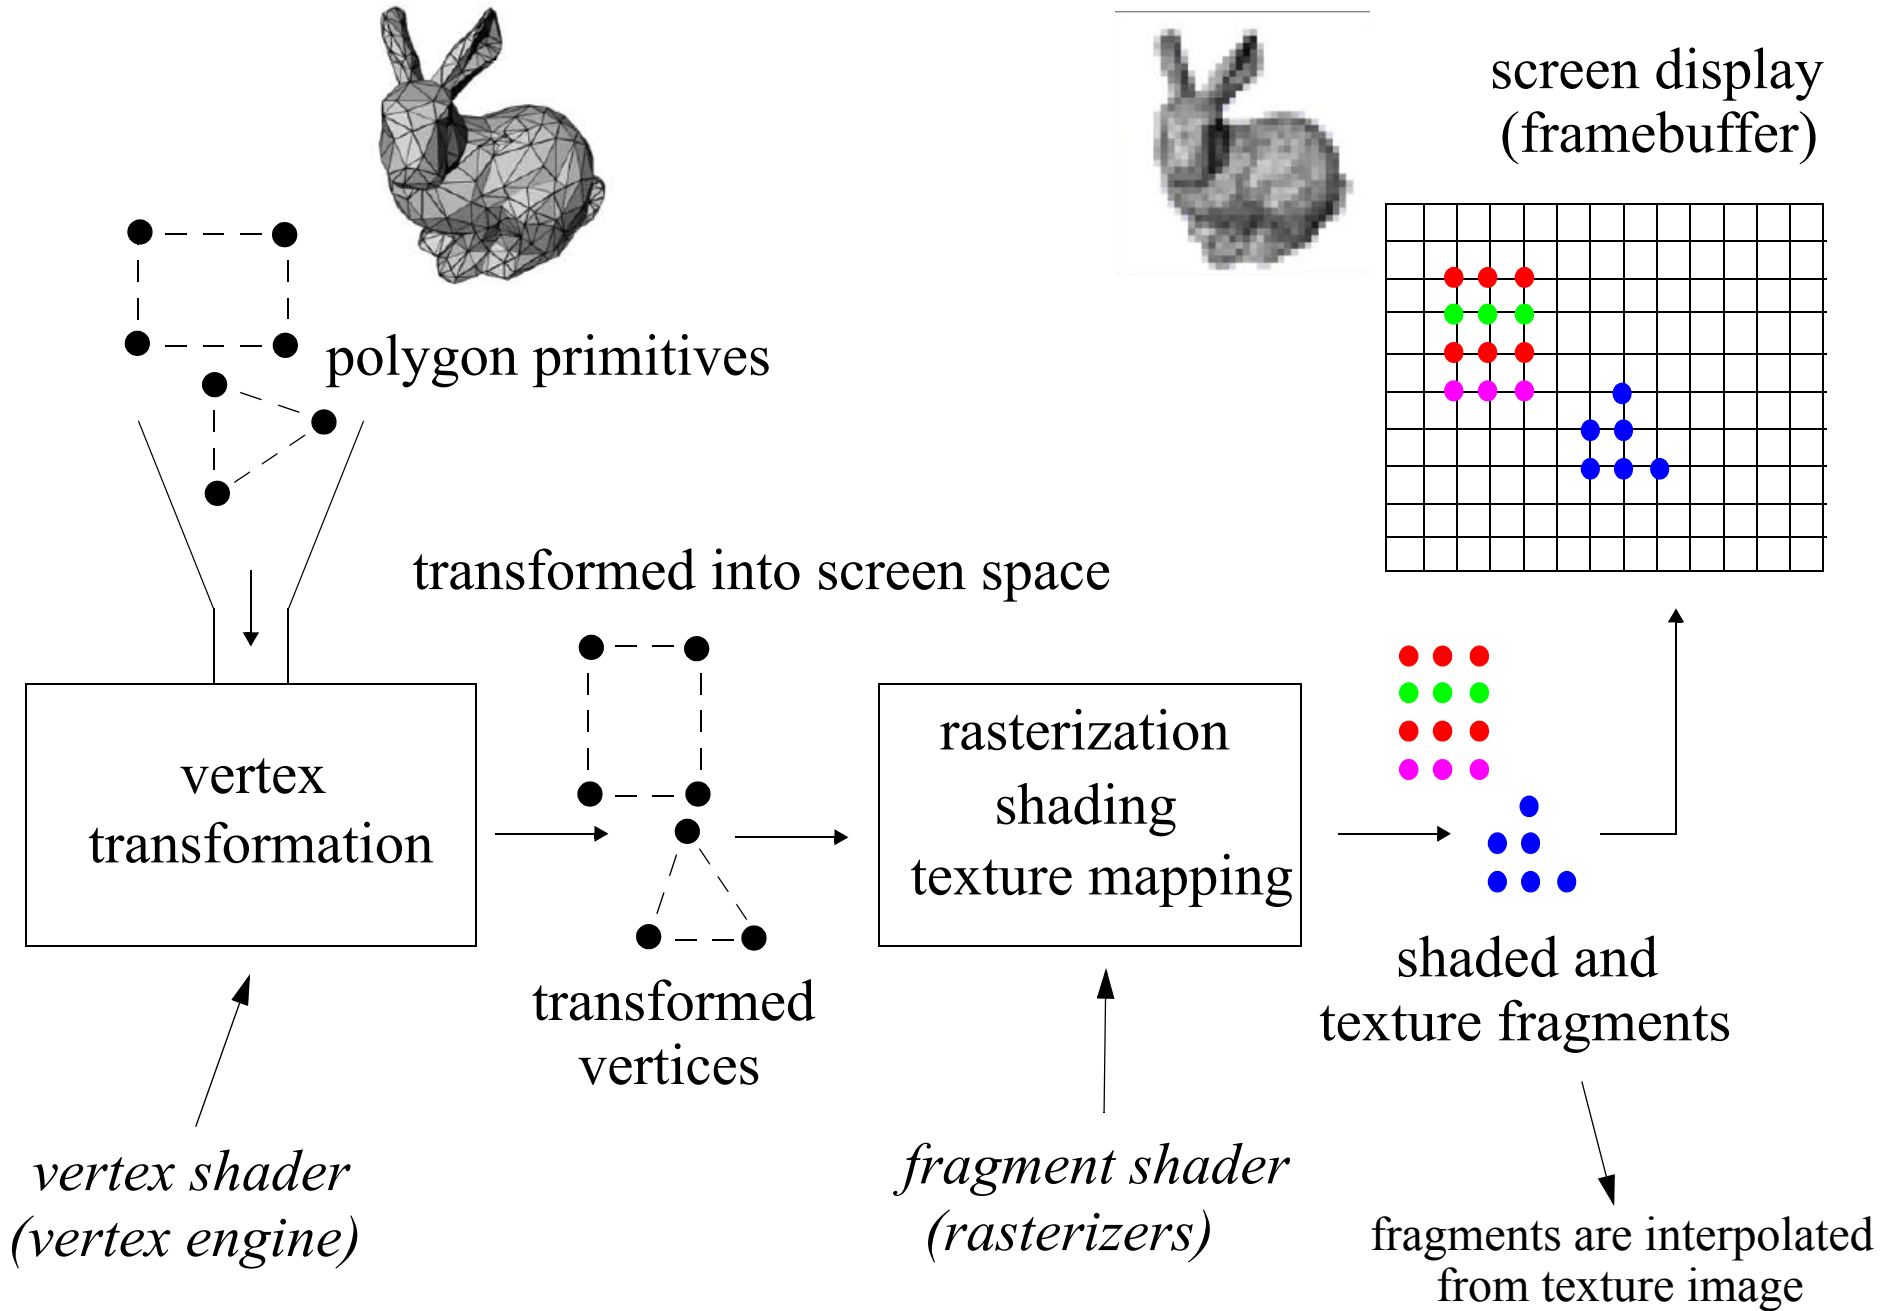 screen display
(framebuffer)
polygon primitives
transformed into screen space
vertex
transformation
rasterization
shading
texture mapping
transformed
vertices
shaded and
texture fragments
vertex shader
(vertex engine)
fragment shader
(rasterizers)
fragments are interpolated
from texture image